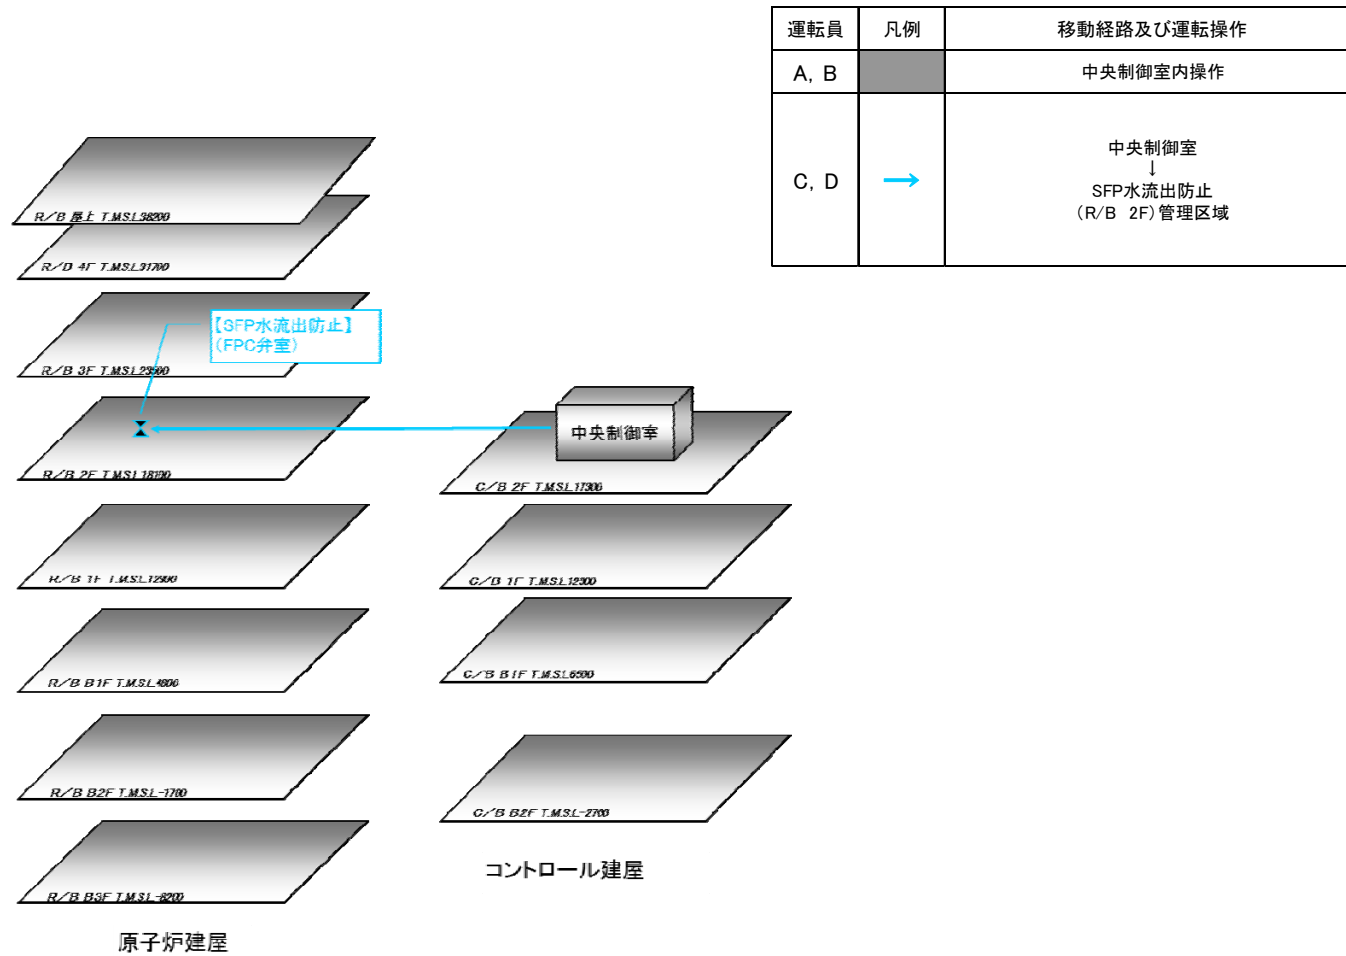 運転員 凡例 移動経路及び運転操作
A, B 中央制御室内操作
C, D → 中央制御室
↓
SFP水流出防止
(R/B 2F)管理区域
R/B 屋上 T.M.S.L.38200
R/B 4F T.M.S.L.31700
【SFP水流出防止】
(FPC弁室)
R/B 3F T.M.S.L.23500
中央制御室
R/B 2F T.M.S.L.18100
C/B 2F T.M.S.L.17300
R/B 1F T.M.S.L.12300
C/B 1F T.M.S.L.12300
R/B B1F T.M.S.L.4800
C/B B1F T.M.S.L.6500
R/B B2F T.M.S.L.-1700
C/B B2F T.M.S.L.-2700
コントロール建屋
R/B B3F T.M.S.L.-8200
原子炉建屋